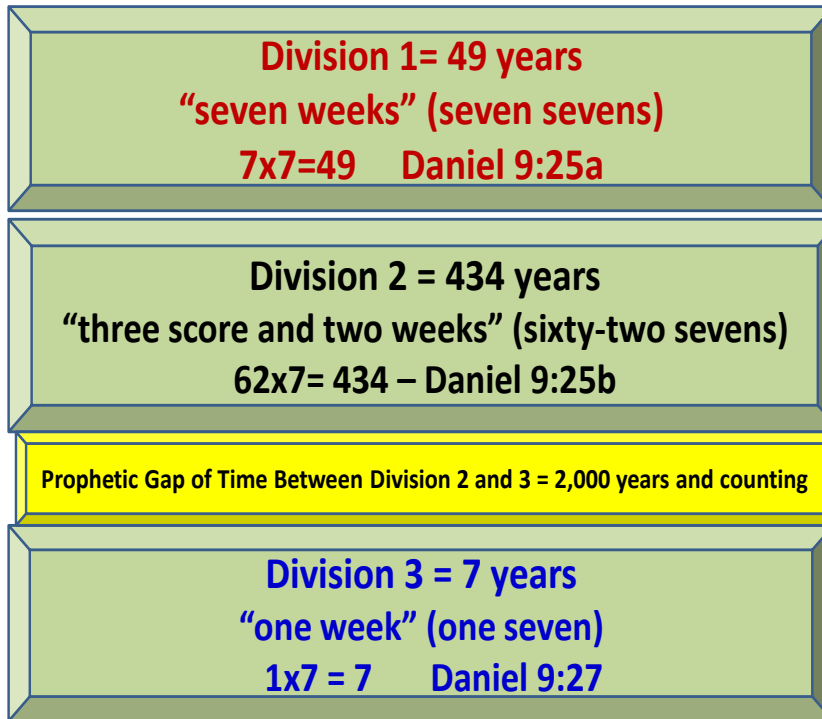 Division 1= 49 years
“seven weeks” (seven sevens)
7x7=49 Daniel 9:25a
Division 2 = 434 years
“three score and two weeks” (sixty-two sevens)
62x7= 434 – Daniel 9:25b
Prophetic Gap of Time Between Division 2 and 3 = 2,000 years and counting
Division 3 = 7 years
“one week” (one seven)
1x7 = 7 Daniel 9:27